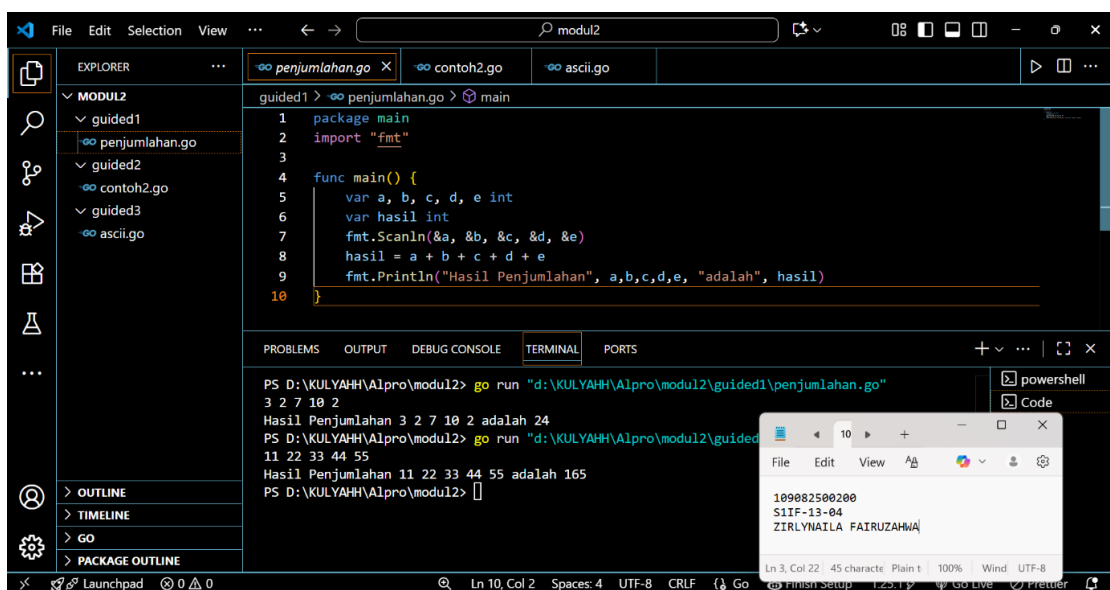 File Edit Selection View ... modul2
EXPLORER ...
MODUL2
guided1
penjumlahan.go
guided2
contoh2.go
guided3
ascii.go
OUTLINE
TIMELINE
GO
PACKAGE OUTLINE
penjumlahan.go contoh2.go ascii.go
guided1 > penjumlahan.go > main
1 package main
2 import "fmt"
3
4 func main() {
5 var a, b, c, d, e int
6 var hasil int
7 fmt.Scanln(&a, &b, &c, &d, &e)
8 hasil = a + b + c + d + e
9 fmt.Println("Hasil Penjumlahan", a,b,c,d,e, "adalah", hasil)
10 }
PROBLEMS OUTPUT DEBUG CONSOLE TERMINAL PORTS
PS D:\KULYAHH\Alpro\modul2> go run "d:\KULYAHH\Alpro\modul2\guided1\penjumlahan.go"
3 2 7 10 2
Hasil Penjumlahan 3 2 7 10 2 adalah 24
PS D:\KULYAHH\Alpro\modul2> go run "d:\KULYAHH\Alpro\modul2\guided
11 22 33 44 55
Hasil Penjumlahan 11 22 33 44 55 adalah 165
PS D:\KULYAHH\Alpro\modul2>
powershell
Code
10
File Edit View
109082500200
S1IF-13-04
ZIRLYNAILA FAIRUZAHWA
Ln 3, Col 22 45 characte Plain t 100% Wind UTF-8
Launchpad 0 0 Ln 10, Col 2 Spaces: 4 UTF-8 CRLF Go Finish Setup 1.25.1 Go Live Prettier